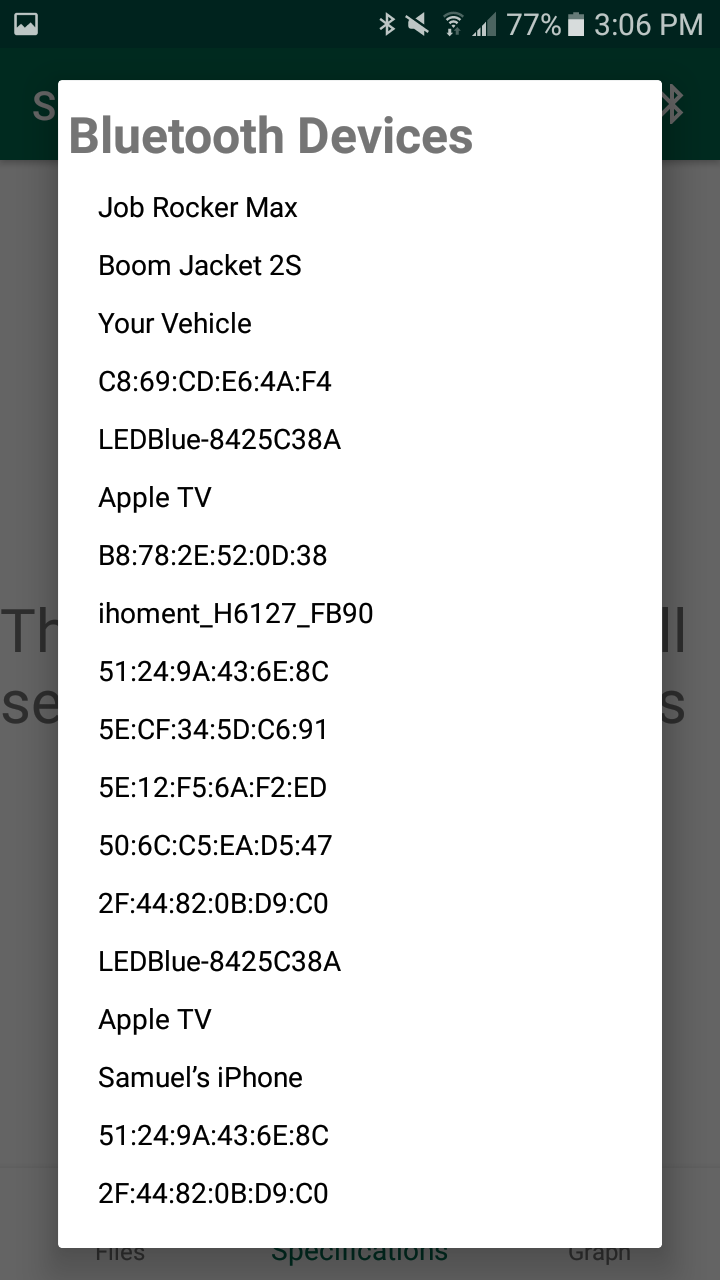 77% 3:06 PM
S
Bluetooth Devices
Job Rocker Max
Boom Jacket 2S
Your Vehicle
C8:69:CD:E6:4A:F4
LEDBlue-8425C38A
Apple TV
B8:78:2E:52:0D:38
ihoment_H6127_FB90
51:24:9A:43:6E:8C
5E:CF:34:5D:C6:91
5E:12:F5:6A:F2:ED
50:6C:C5:EA:D5:47
2F:44:82:0B:D9:C0
LEDBlue-8425C38A
Apple TV
Samuel’s iPhone
51:24:9A:43:6E:8C
2F:44:82:0B:D9:C0
Files Specifications Graph